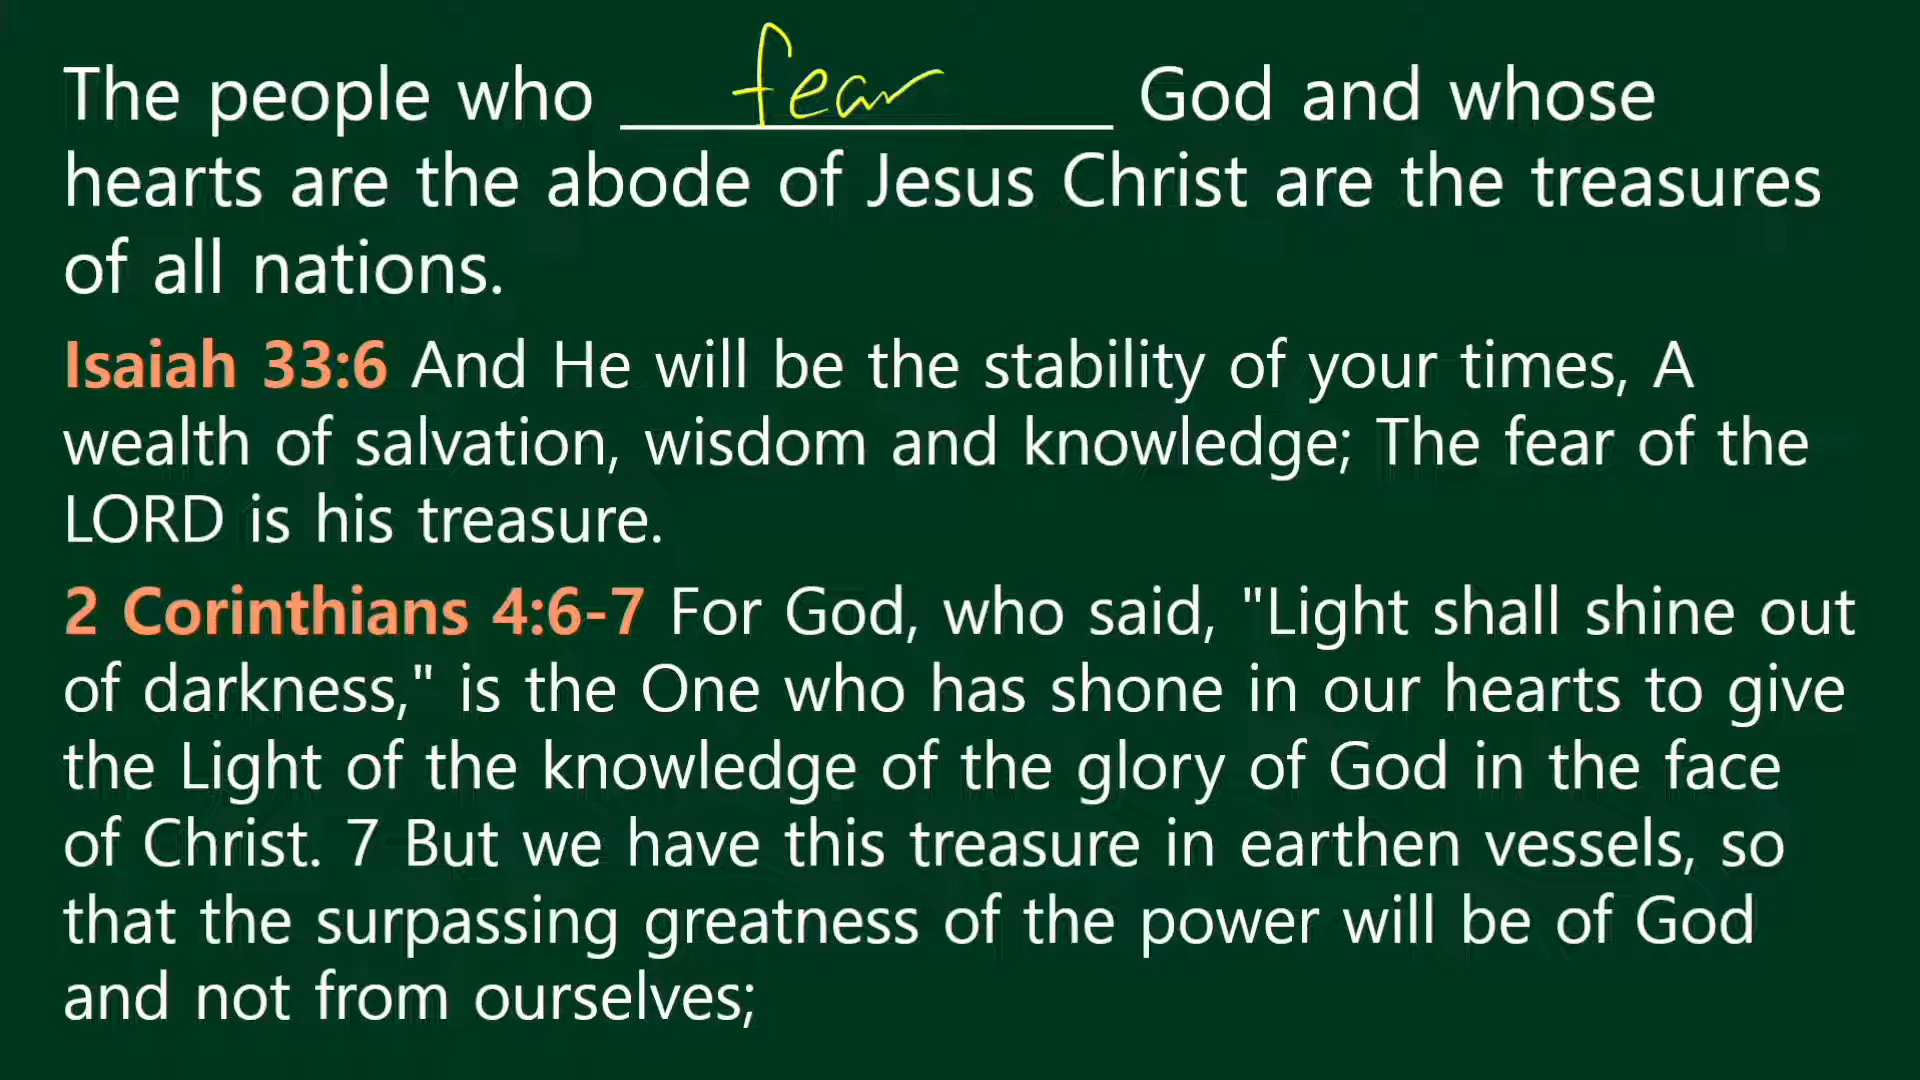 The people who fear God and whose
hearts are the abode of Jesus Christ are the treasures
of all nations.
Isaiah 33:6 And He will be the stability of your times, A
wealth of salvation, wisdom and knowledge; The fear of the
LORD is his treasure.
2 Corinthians 4:6-7 For God, who said, "Light shall shine out
of darkness," is the One who has shone in our hearts to give
the Light of the knowledge of the glory of God in the face
of Christ. 7 But we have this treasure in earthen vessels, so
that the surpassing greatness of the power will be of God
and not from ourselves;